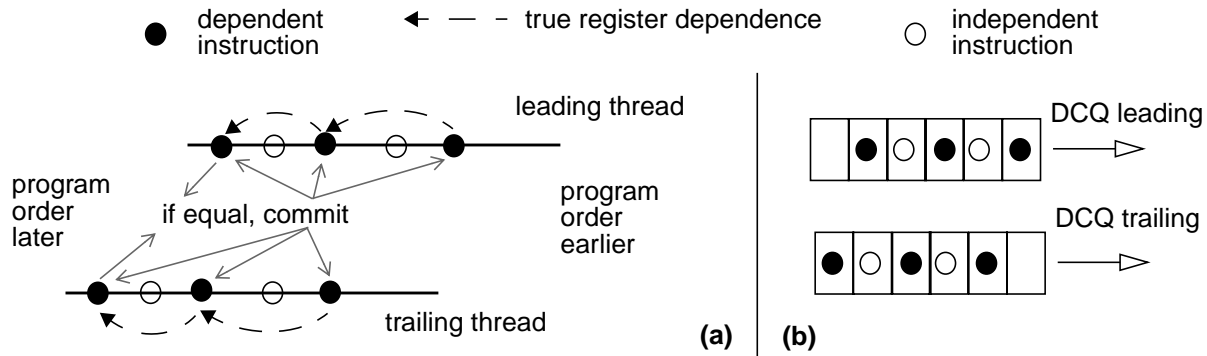 dependent
instruction
true register dependence
independent
instruction
leading thread
program
order
later
if equal, commit
program
order
earlier
trailing thread
(a)
DCQ leading
DCQ trailing
(b)